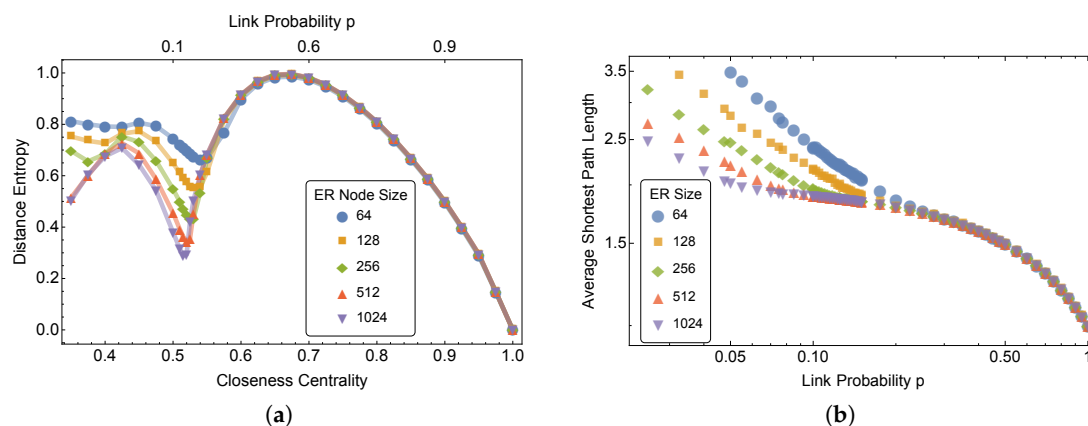 Link Probability p
0.1 0.6 0.9
1.0
0.8
0.6
0.4
0.2
0.0
Distance Entropy
ER Node Size
64
128
256
512
1024
0.4 0.5 0.6 0.7 0.8 0.9 1.0
Closeness Centrality
(a)
3.5
2.5
1.5
Average Shortest Path Length
ER Size
64
128
256
512
1024
0.05 0.10 0.50 1
Link Probability p
(b)